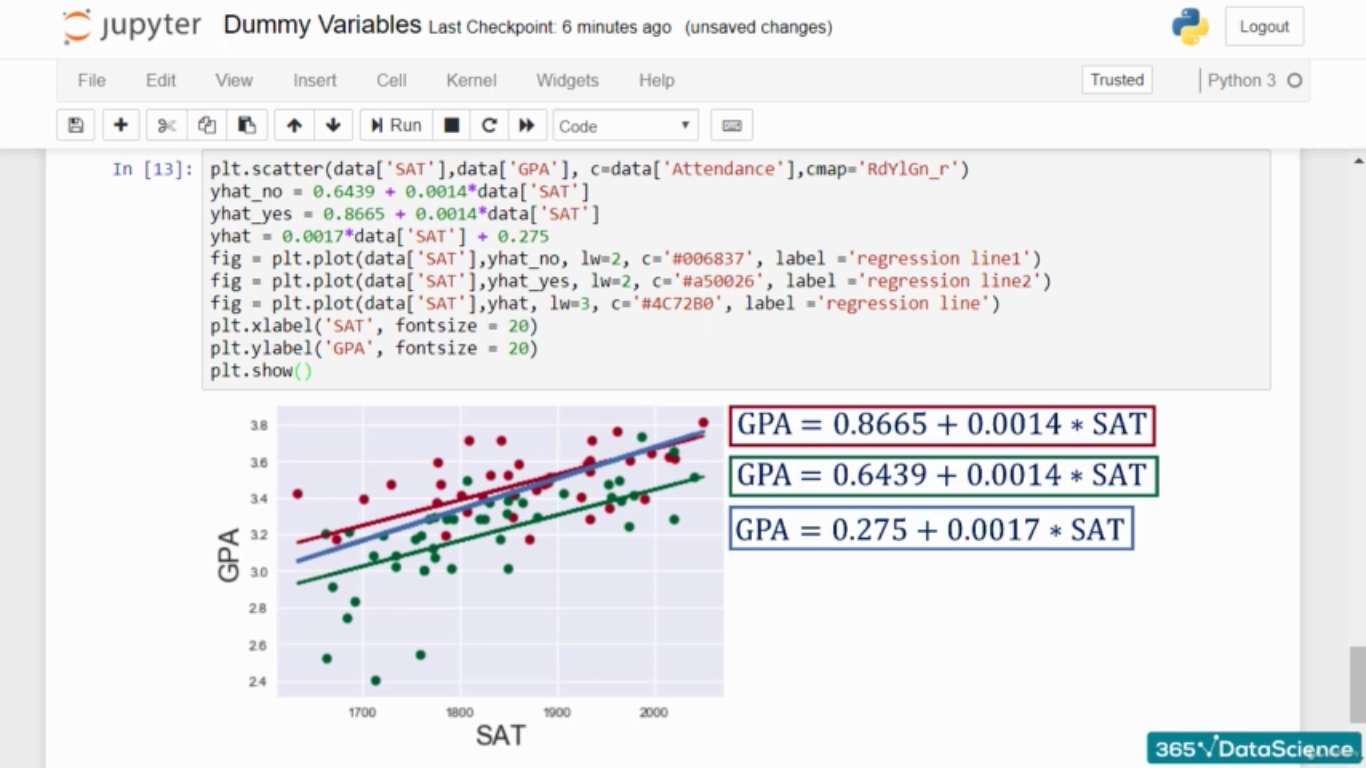 jupyter Dummy Variables Last Checkpoint: 6 minutes ago (unsaved changes)
Logout
File Edit View Insert Cell Kernel Widgets Help
Trusted
Python 3
Run
Code
In [13]:
plt.scatter(data['SAT'],data['GPA'], c=data['Attendance'],cmap='RdYlGn_r')
yhat_no = 0.6439 + 0.0014*data['SAT']
yhat_yes = 0.8665 + 0.0014*data['SAT']
yhat = 0.0017*data['SAT'] + 0.275
fig = plt.plot(data['SAT'],yhat_no, lw=2, c='#006837', label ='regression line1')
fig = plt.plot(data['SAT'],yhat_yes, lw=2, c='#a50026', label ='regression line2')
fig = plt.plot(data['SAT'],yhat, lw=3, c='#4C72B0', label ='regression line')
plt.xlabel('SAT', fontsize = 20)
plt.ylabel('GPA', fontsize = 20)
plt.show()
GPA
3.8
3.6
3.4
3.2
3.0
2.8
2.6
2.4
1700 1800 1900 2000
SAT
GPA = 0.8665 + 0.0014 ∗ SAT
GPA = 0.6439 + 0.0014 ∗ SAT
GPA = 0.275 + 0.0017 ∗ SAT
365 DataScience